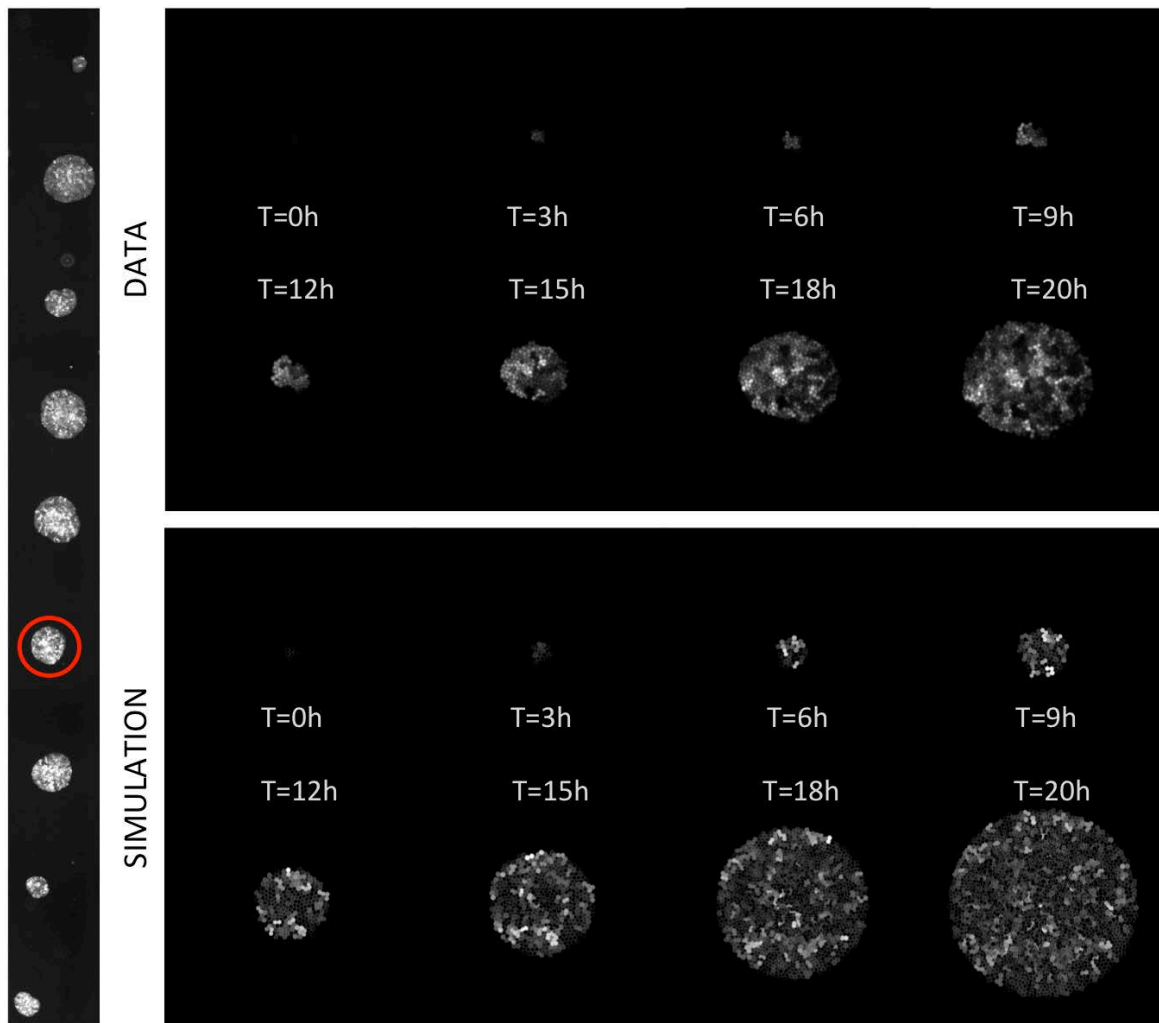 DATA
T=0h T=3h T=6h T=9h
T=12h T=15h T=18h T=20h
SIMULATION
T=0h T=3h T=6h T=9h
T=12h T=15h T=18h T=20h